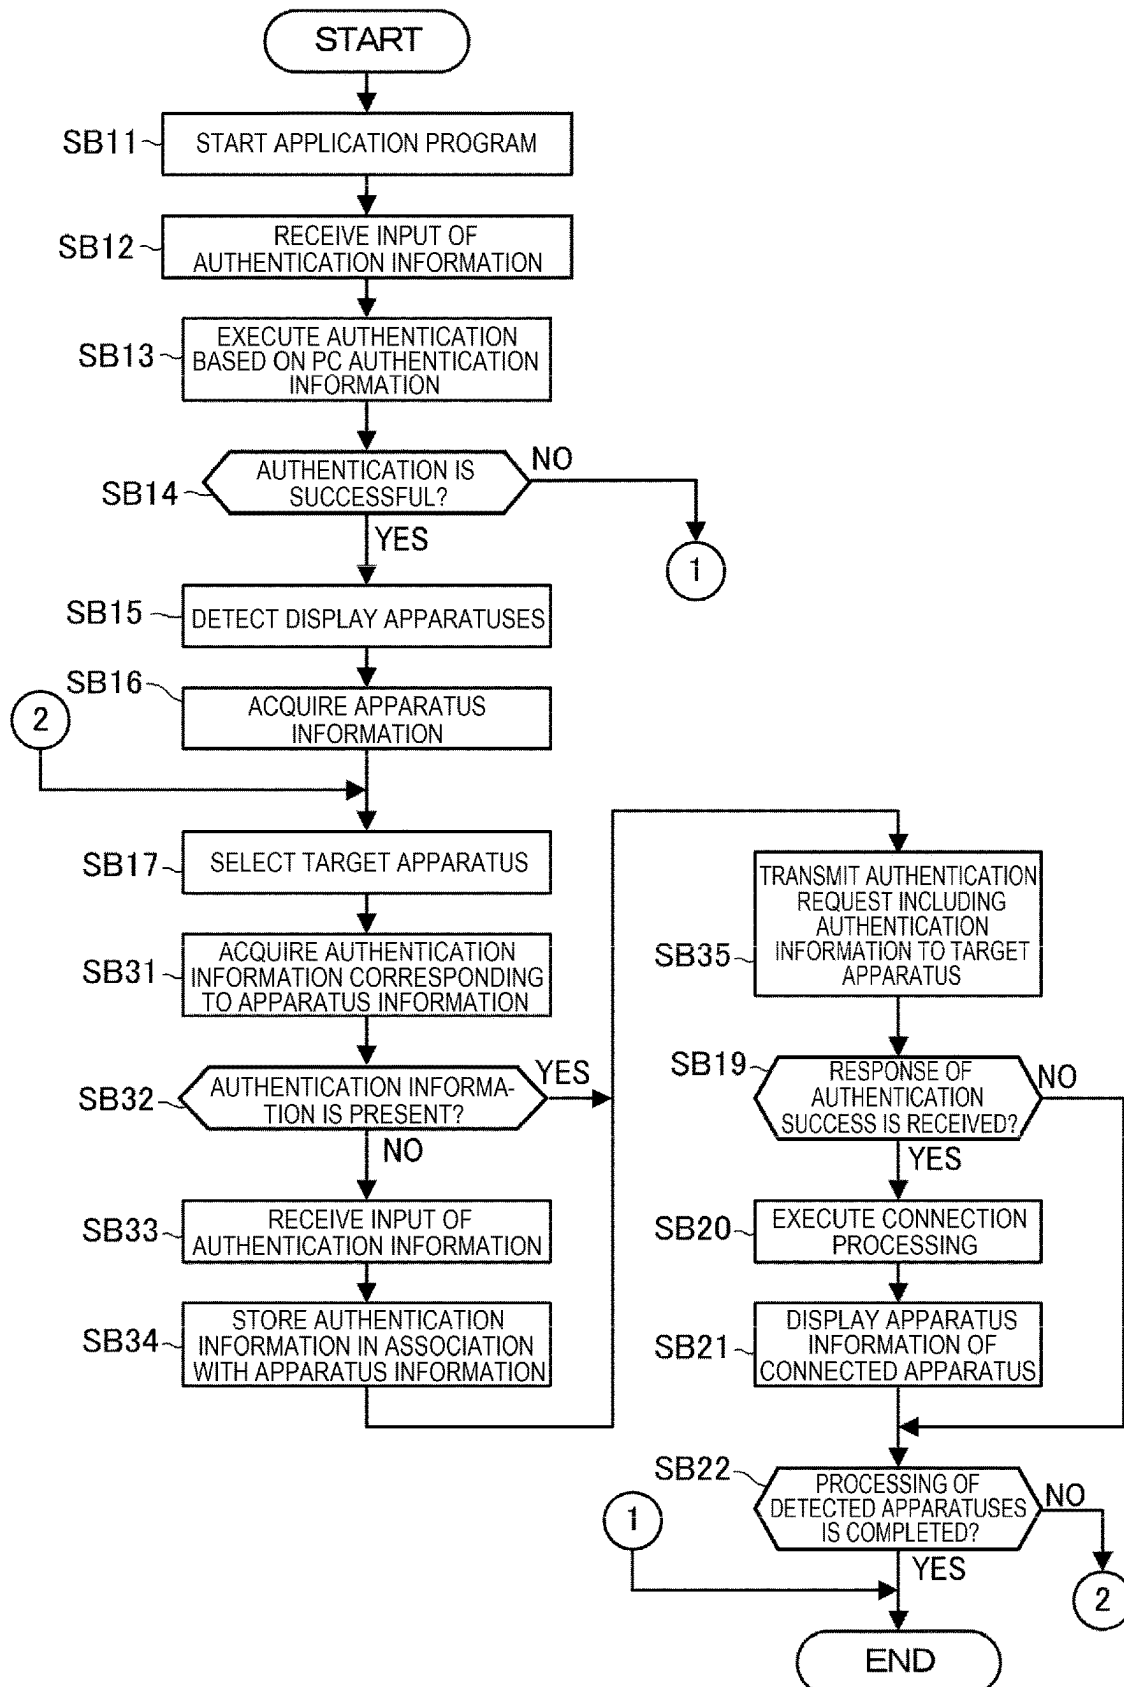 START
SB11
START APPLICATION PROGRAM
SB12
RECEIVE INPUT OF
AUTHENTICATION INFORMATION
SB13
EXECUTE AUTHENTICATION
BASED ON PC AUTHENTICATION
INFORMATION
SB14
AUTHENTICATION IS
SUCCESSFUL?
NO
YES
1
SB15
DETECT DISPLAY APPARATUSES
SB16
ACQUIRE APPARATUS
INFORMATION
2
SB17
SELECT TARGET APPARATUS
SB31
ACQUIRE AUTHENTICATION
INFORMATION CORRESPONDING
TO APPARATUS INFORMATION
SB32
AUTHENTICATION INFORMA-
TION IS PRESENT?
YES
NO
SB33
RECEIVE INPUT OF
AUTHENTICATION INFORMATION
SB34
STORE AUTHENTICATION
INFORMATION IN ASSOCIATION
WITH APPARATUS INFORMATION
SB35
TRANSMIT AUTHENTICATION
REQUEST INCLUDING
AUTHENTICATION
INFORMATION TO TARGET
APPARATUS
SB19
RESPONSE OF
AUTHENTICATION
SUCCESS IS RECEIVED?
NO
YES
SB20
EXECUTE CONNECTION
PROCESSING
SB21
DISPLAY APPARATUS
INFORMATION OF
CONNECTED APPARATUS
SB22
PROCESSING OF
DETECTED APPARATUSES
IS COMPLETED?
NO
YES
1
2
END